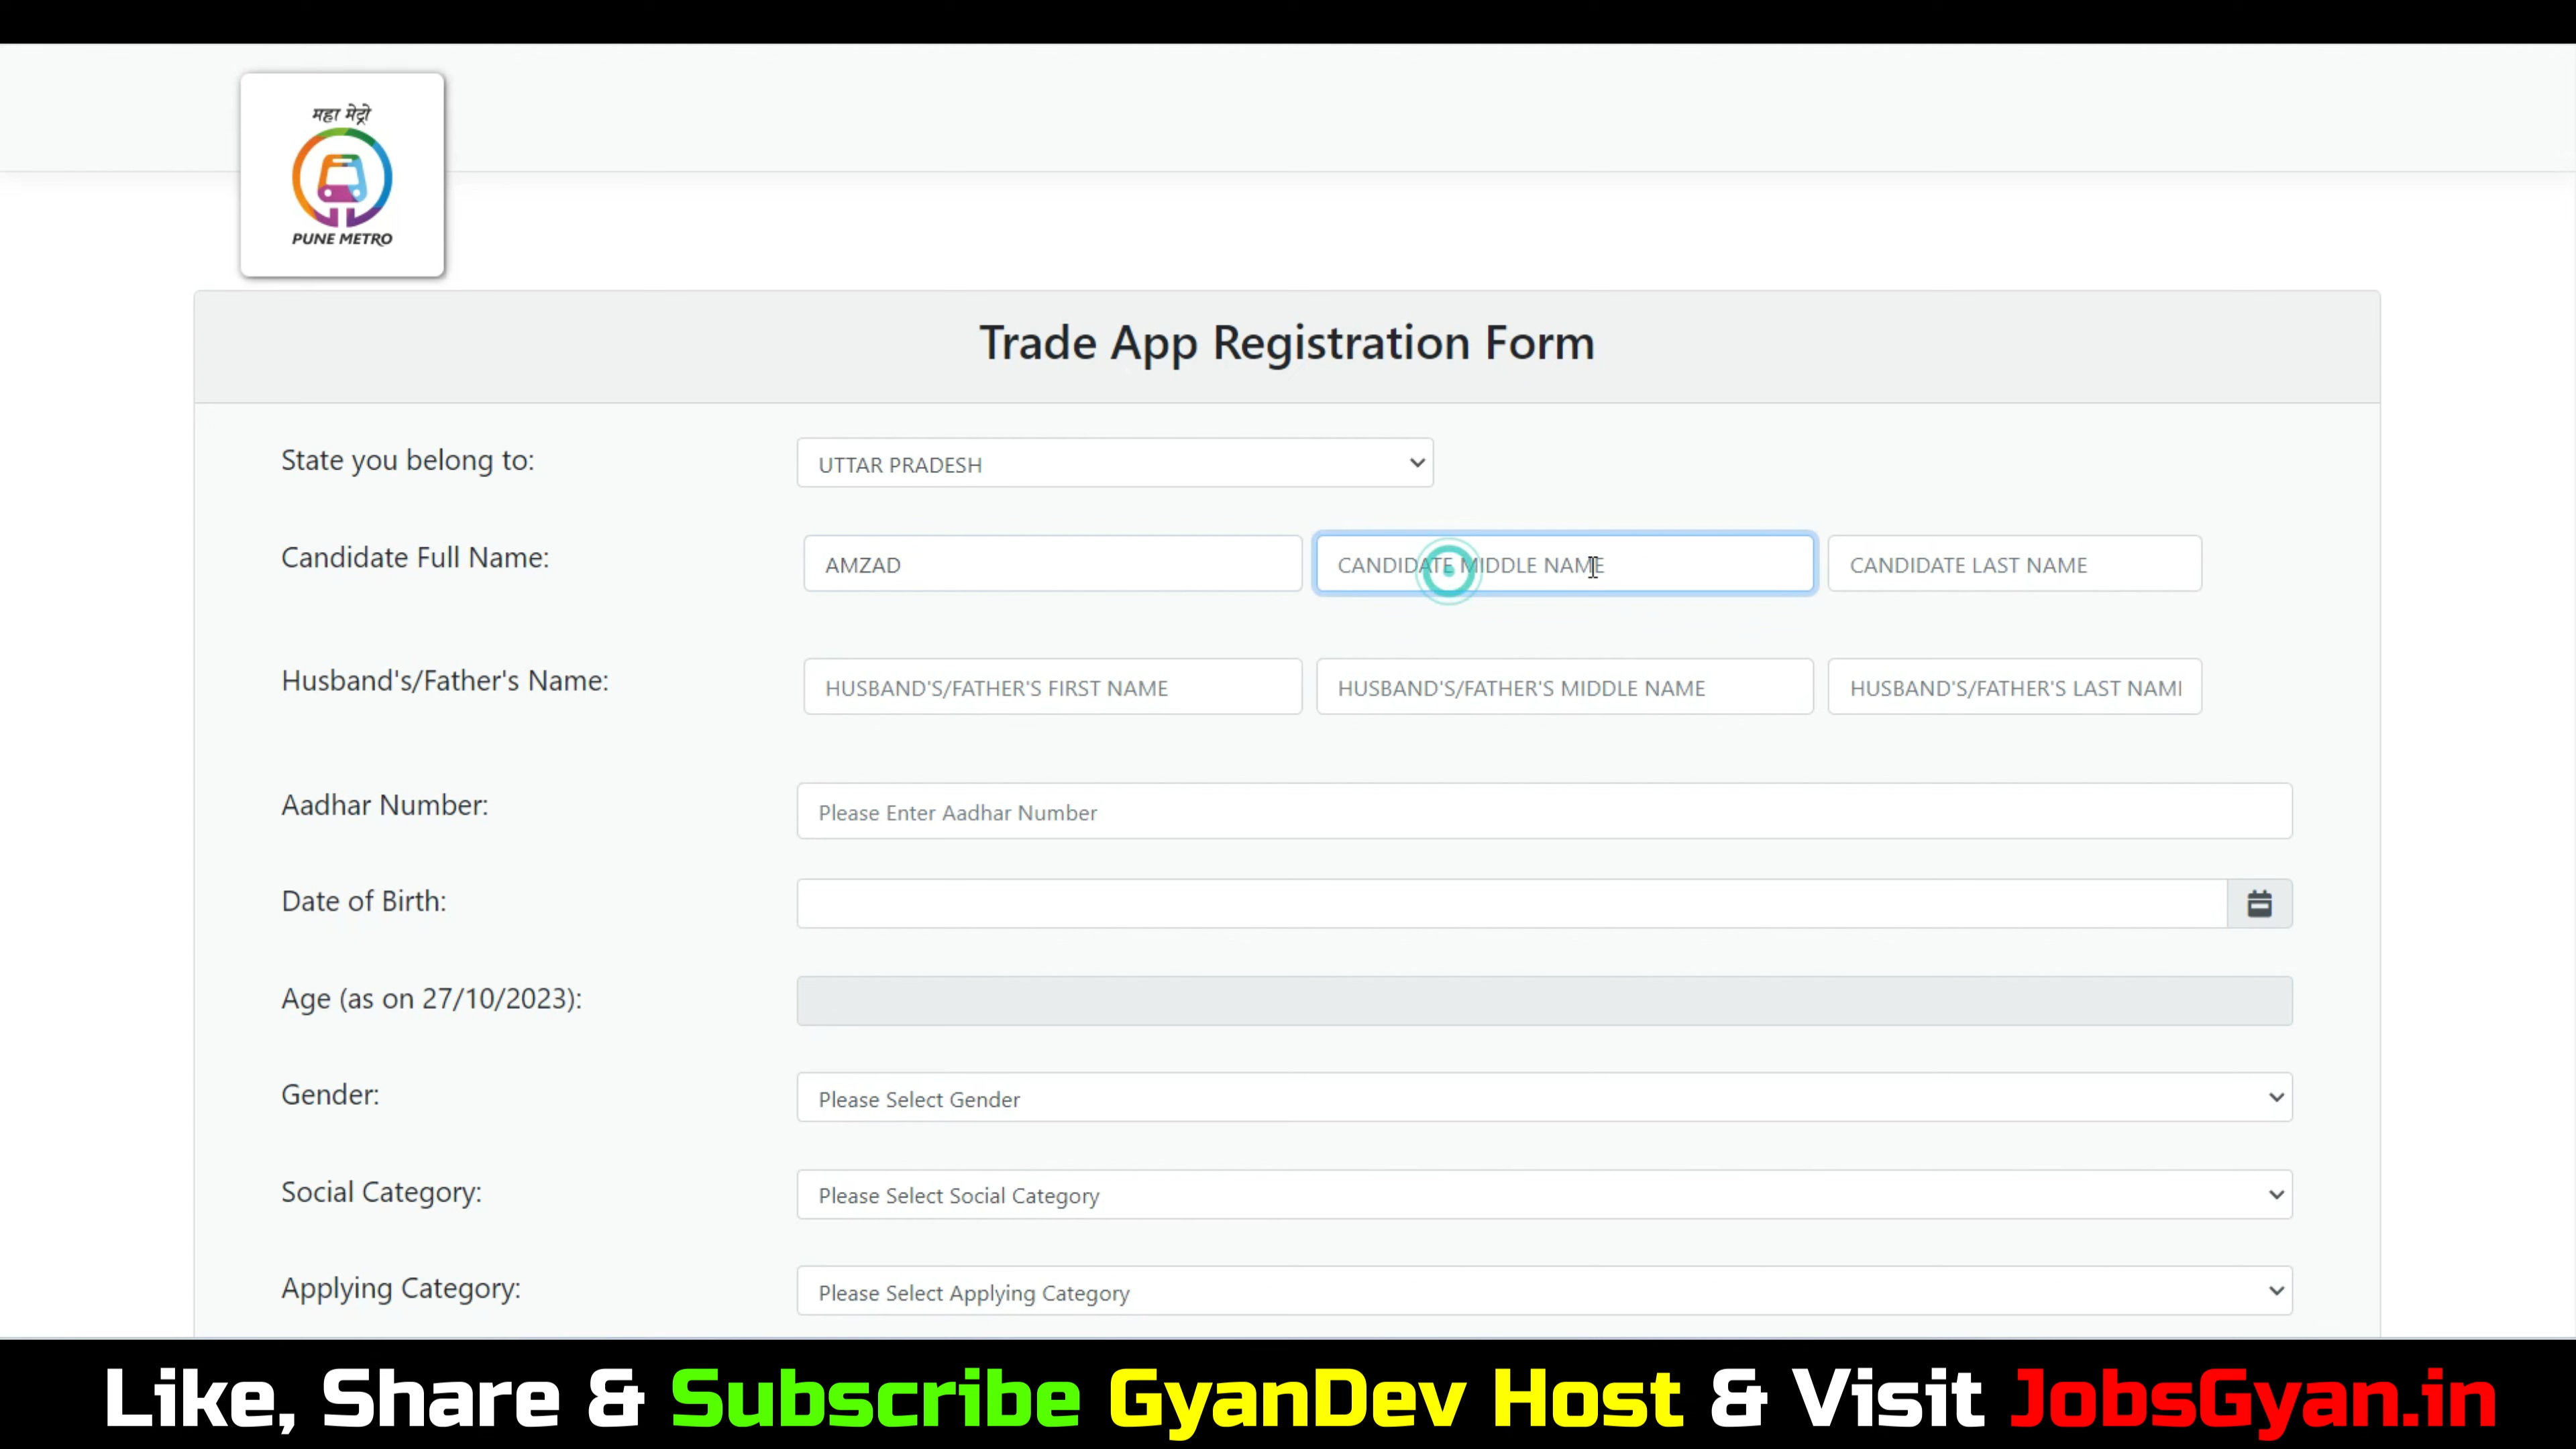 महा मेट्रो
PUNE METRO
Trade App Registration Form
State you belong to: UTTAR PRADESH
Candidate Full Name: AMZAD CANDIDATE MIDDLE NAME CANDIDATE LAST NAME
Husband's/Father's Name: HUSBAND'S/FATHER'S FIRST NAME HUSBAND'S/FATHER'S MIDDLE NAME HUSBAND'S/FATHER'S LAST NAM
Aadhar Number: Please Enter Aadhar Number
Date of Birth:
Age (as on 27/10/2023):
Gender: Please Select Gender
Social Category: Please Select Social Category
Applying Category: Please Select Applying Category
Like, Share & Subscribe GyanDev Host & Visit JobsGyan.in